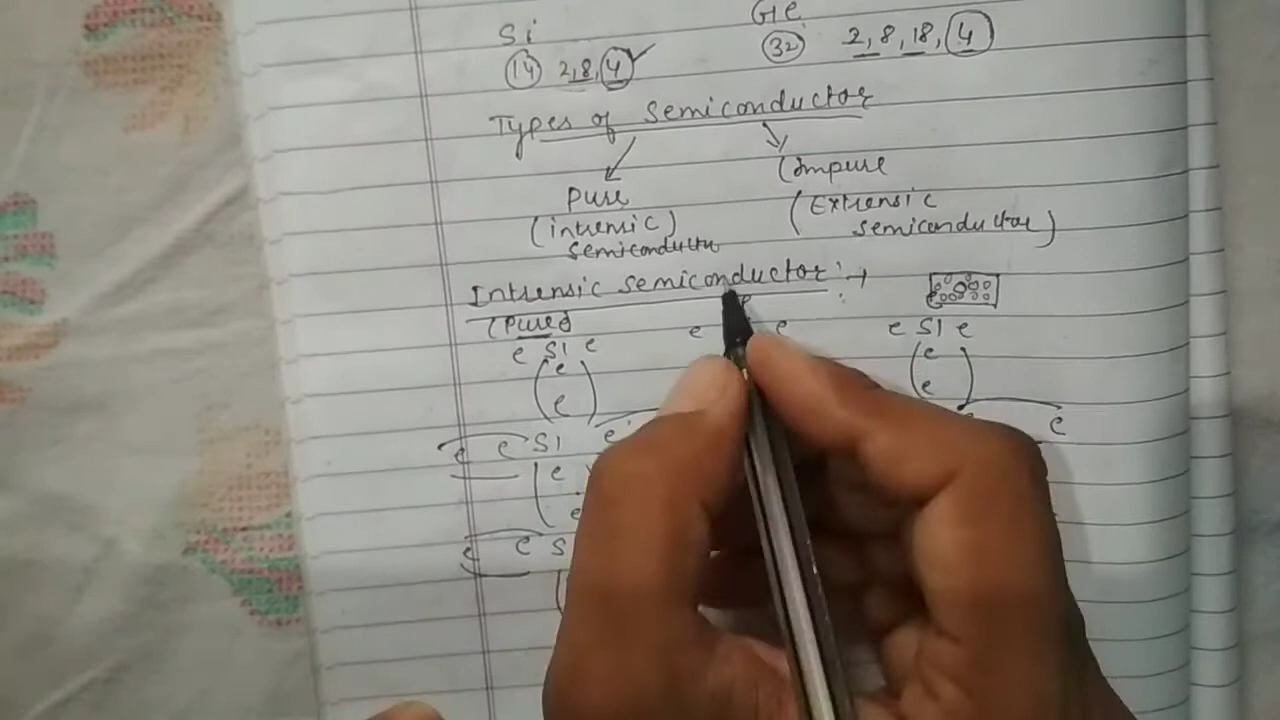 Si Ge
14 2,8,4 32 2,8,18,4
Types of Semiconductor
Pure (Impure
(intrensic) (Extrensic
semiconductor semiconductor)
Intrensic semiconductor :→
(Pure)
e e e Si e
e Si e e
e e
e e
e e Si e
e
e
e e S